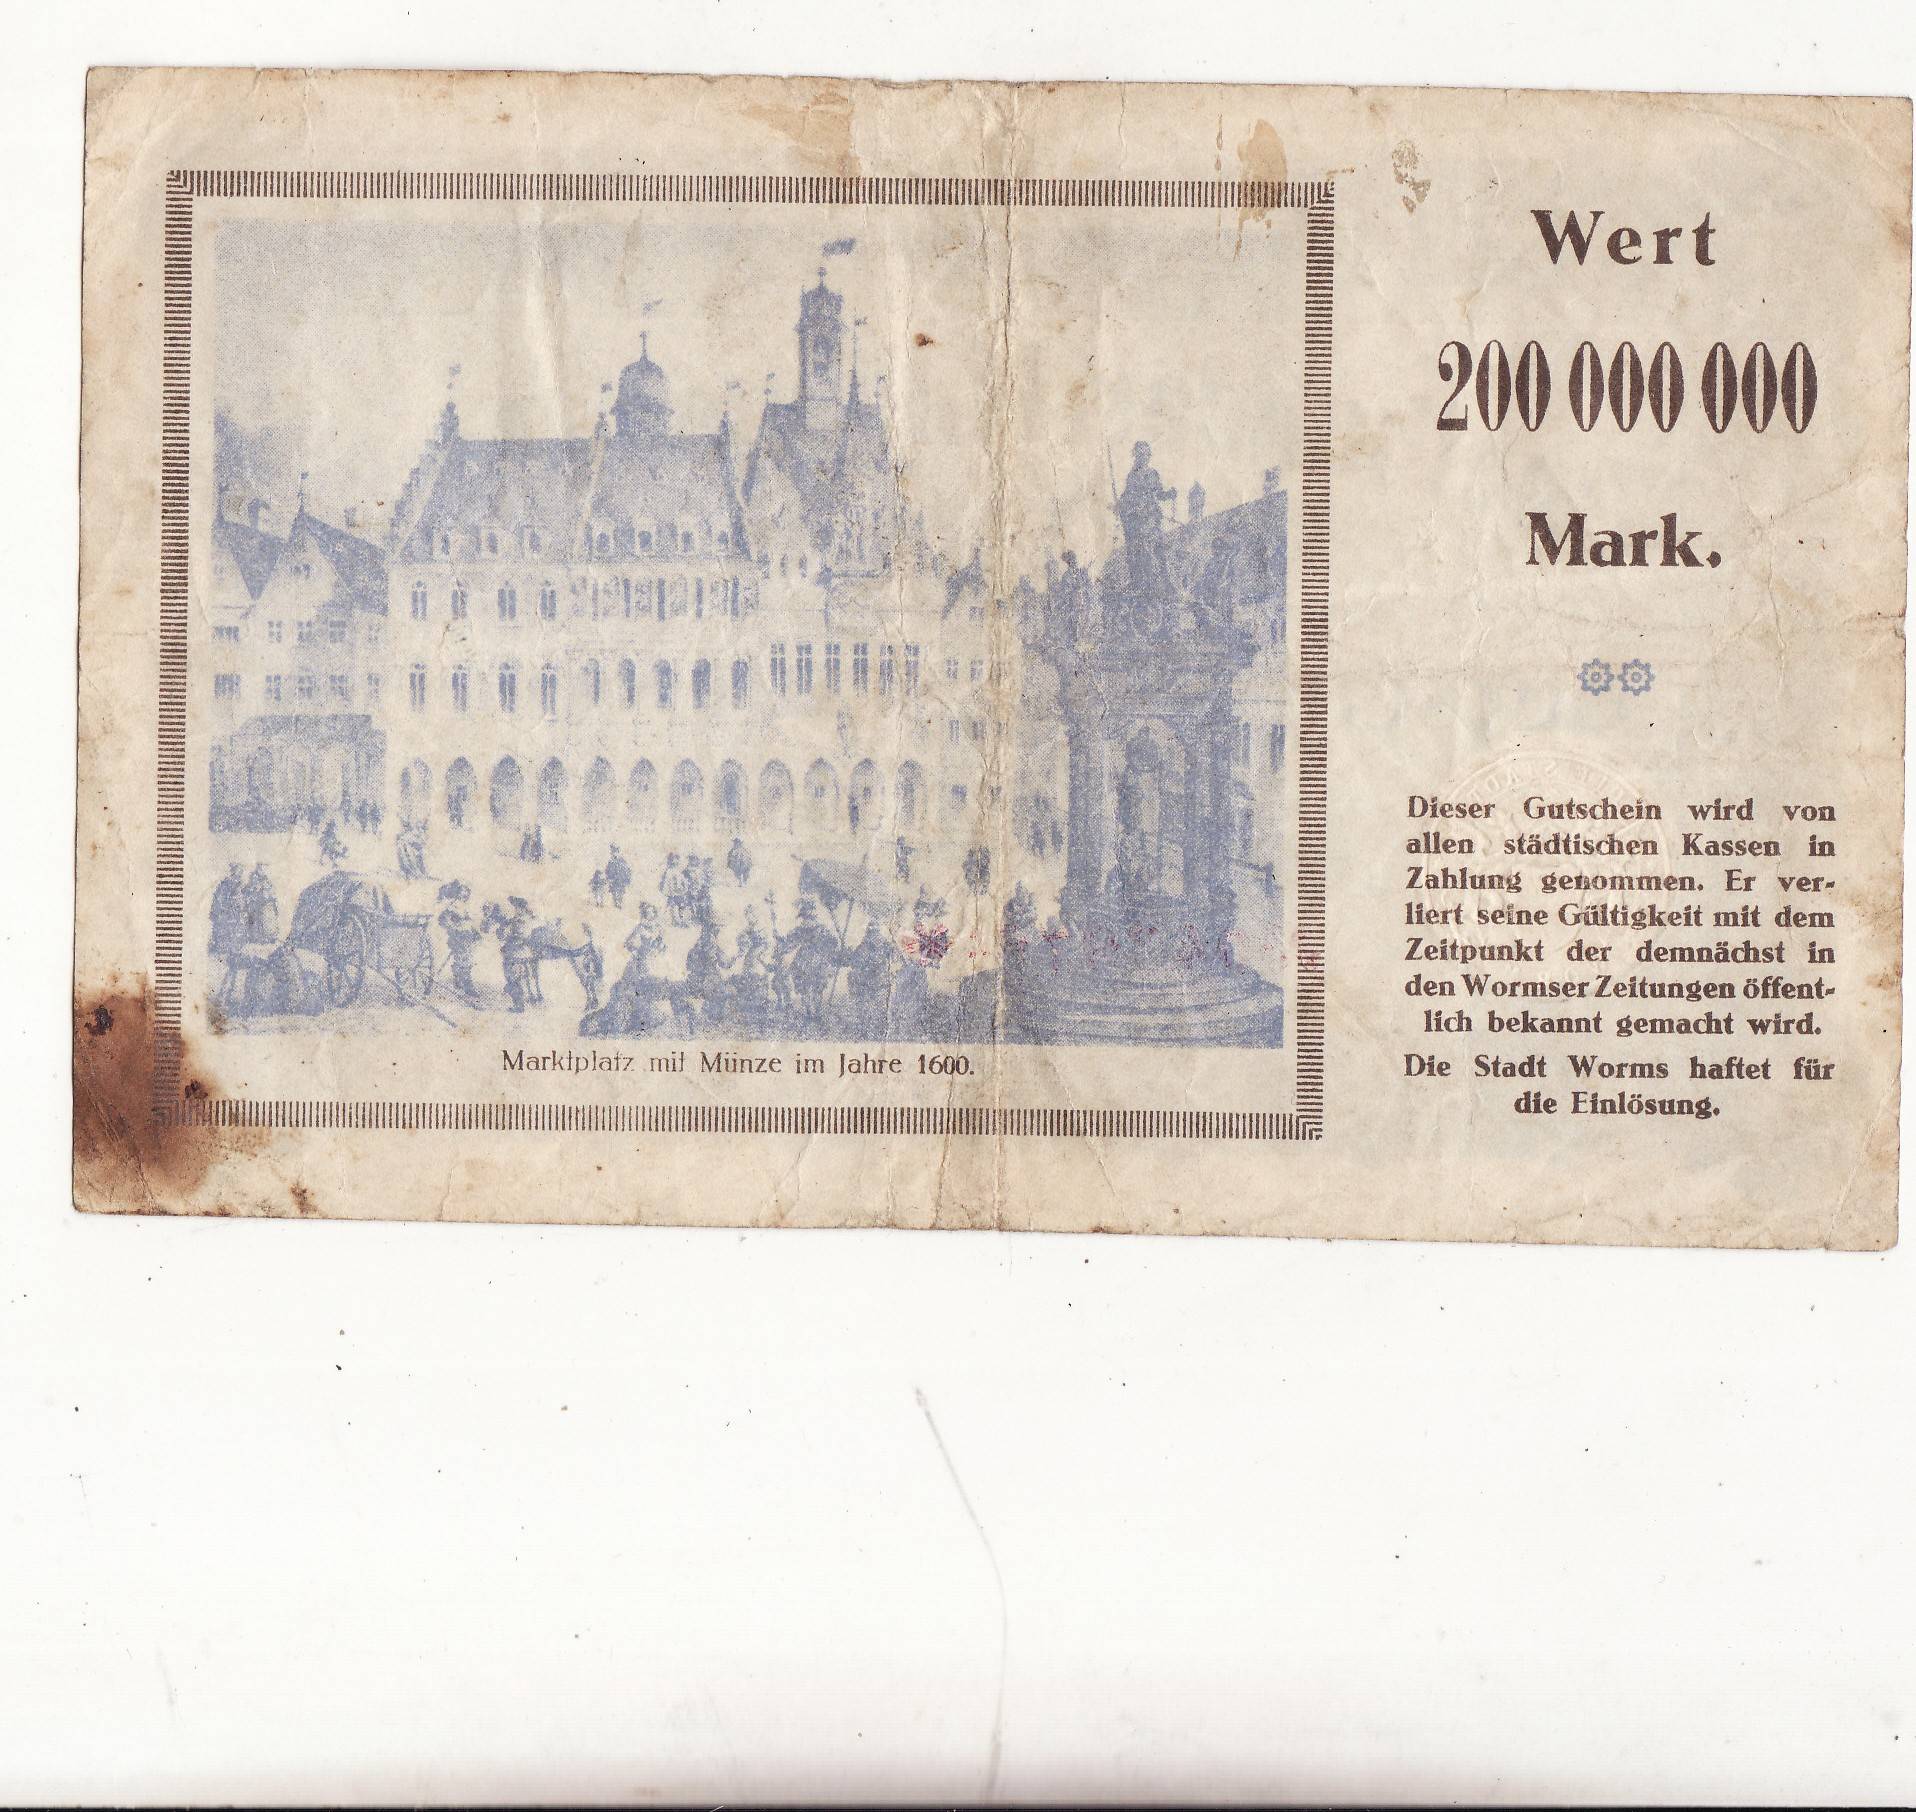 Wert
200 000 000
Mark.
Dieser Gutschein wird von
allen städtischen Kassen in
Zahlung genommen. Er ver-
liert seine Gültigkeit mit dem
Zeitpunkt der demnächst in
den Wormser Zeitungen öffent-
lich bekannt gemacht wird.
Die Stadt Worms haftet für
die Einlösung.
Marktplatz mit Münze im Jahre 1600.